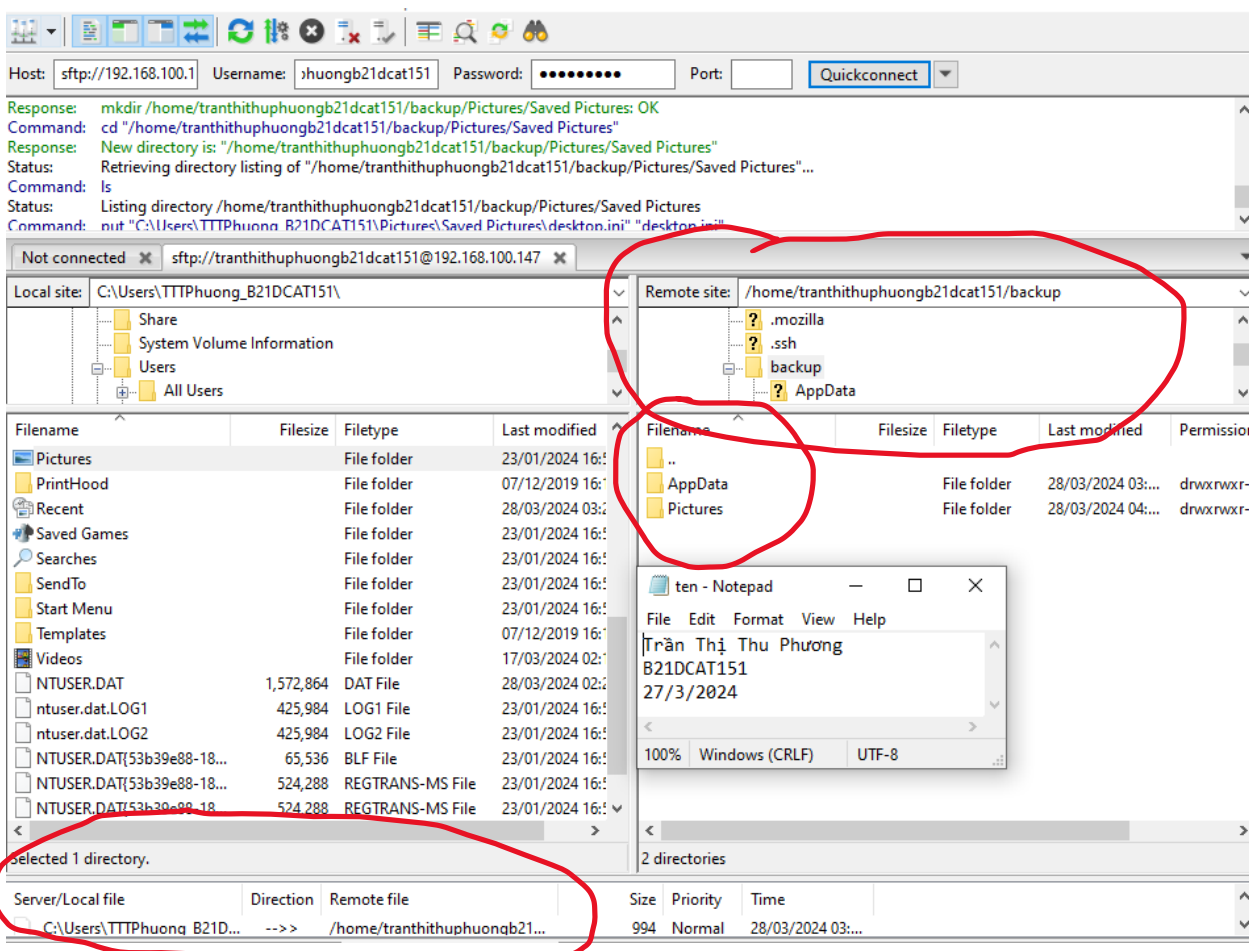 Host: sftp://192.168.100.1 Username: ›huongb21dcat151 Password: ●●●●●●●●● Port: Quickconnect
Response: mkdir /home/tranthithuphuongb21dcat151/backup/Pictures/Saved Pictures: OK
Command: cd "/home/tranthithuphuongb21dcat151/backup/Pictures/Saved Pictures"
Response: New directory is: "/home/tranthithuphuongb21dcat151/backup/Pictures/Saved Pictures"
Status: Retrieving directory listing of "/home/tranthithuphuongb21dcat151/backup/Pictures/Saved Pictures"...
Command: ls
Status: Listing directory /home/tranthithuphuongb21dcat151/backup/Pictures/Saved Pictures
Command: put "C:\Users\TTTPhuong_B21DCAT151\Pictures\Saved Pictures\desktop.ini" "desktop.ini"
Not connected sftp://tranthithuphuongb21dcat151@192.168.100.147
Local site: C:\Users\TTTPhuong_B21DCAT151\
Share
System Volume Information
Users
All Users
Filename Filesize Filetype Last modified
Pictures File folder 23/01/2024 16:5
PrintHood File folder 07/12/2019 16:1
Recent File folder 28/03/2024 03:2
Saved Games File folder 23/01/2024 16:5
Searches File folder 23/01/2024 16:5
SendTo File folder 23/01/2024 16:5
Start Menu File folder 23/01/2024 16:5
Templates File folder 07/12/2019 16:1
Videos File folder 17/03/2024 02:1
NTUSER.DAT 1,572,864 DAT File 28/03/2024 02:2
ntuser.dat.LOG1 425,984 LOG1 File 23/01/2024 16:5
ntuser.dat.LOG2 425,984 LOG2 File 23/01/2024 16:5
NTUSER.DAT{53b39e88-18... 65,536 BLF File 23/01/2024 16:5
NTUSER.DAT{53b39e88-18... 524,288 REGTRANS-MS File 23/01/2024 16:5
NTUSER.DAT{53b39e88-18... 524,288 REGTRANS-MS File 23/01/2024 16:5
Selected 1 directory.
Remote site: /home/tranthithuphuongb21dcat151/backup
.mozilla
.ssh
backup
AppData
Filename Filesize Filetype Last modified Permission
..
AppData File folder 28/03/2024 03:... drwxrwxr-
Pictures File folder 28/03/2024 04:... drwxrwxr-
ten - Notepad
File Edit Format View Help
Trần Thị Thu Phương
B21DCAT151
27/3/2024
100% Windows (CRLF) UTF-8
2 directories
Server/Local file Direction Remote file Size Priority Time
C:\Users\TTTPhuong_B21D... -->> /home/tranthithuphuongb21... 994 Normal 28/03/2024 03:...